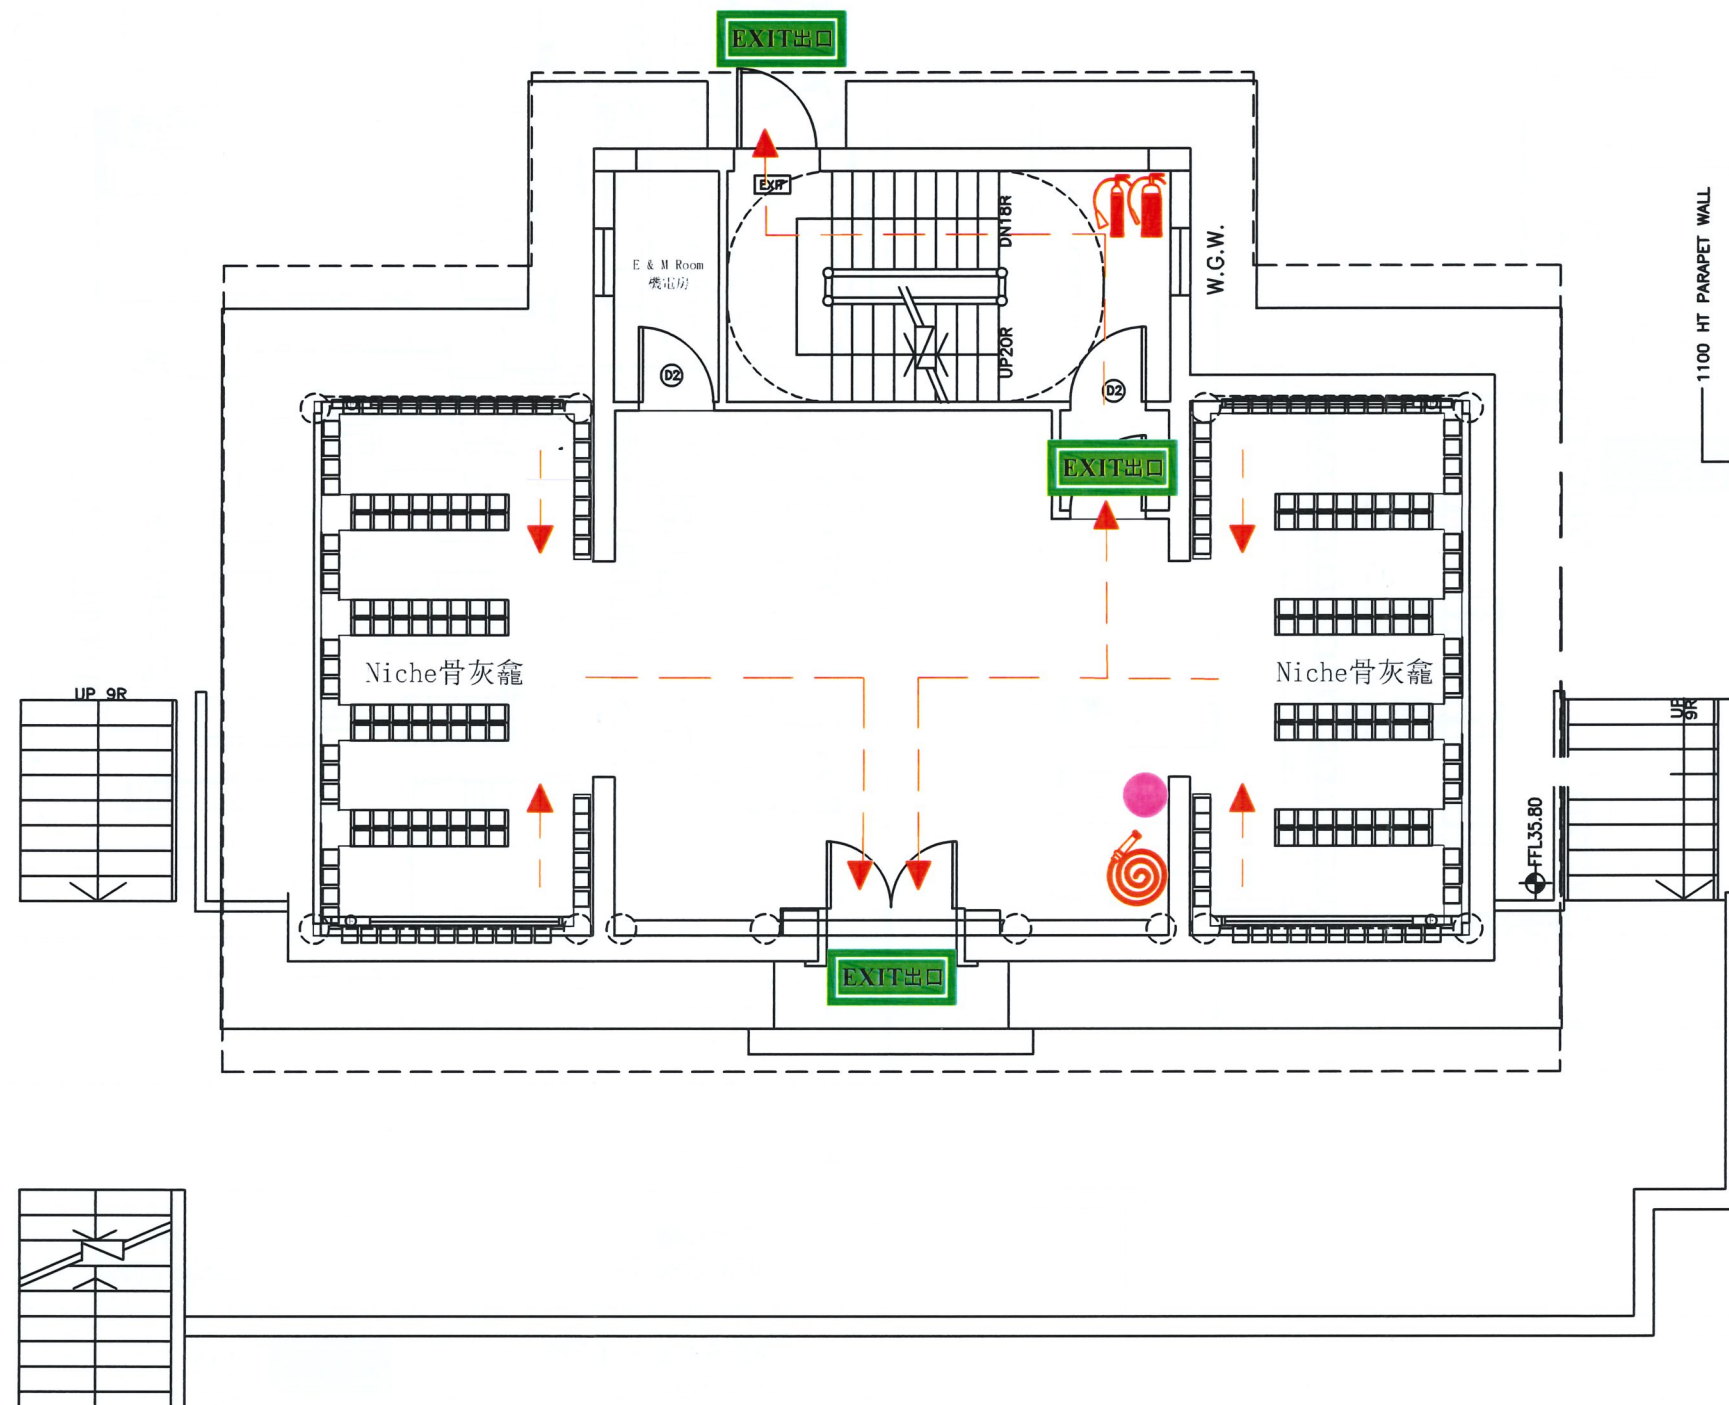 EXIT出口
EXIT
DN18R
W.G.W.
1100 HT PARAPET WALL
E & M Room
機電房
UP20R
D2
D2
EXIT出口
Niche骨灰龕
Niche骨灰龕
UP 9R
UP
9R
FFL35.80
EXIT出口